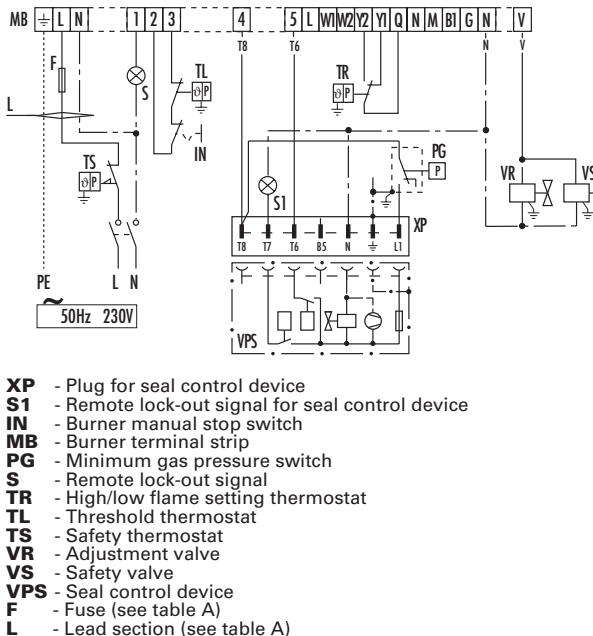 MB ⏚ L N 1 2 3 4 5 L W1 W2 Y2 Y1 Q N M B1 G N V
T8 T6 N V
F
S
TL
ϑ P
L
IN
TR
ϑ P
TS
ϑ P
PG
P
VR
VS
S1
XP
T8 T7 T6 B5 N ⏚ L1
PE L N
VPS
~
50Hz 230V
XP - Plug for seal control device
S1 - Remote lock-out signal for seal control device
IN - Burner manual stop switch
MB - Burner terminal strip
PG - Minimum gas pressure switch
S - Remote lock-out signal
TR - High/low flame setting thermostat
TL - Threshold thermostat
TS - Safety thermostat
VR - Adjustment valve
VS - Safety valve
VPS - Seal control device
F - Fuse (see table A)
L - Lead section (see table A)